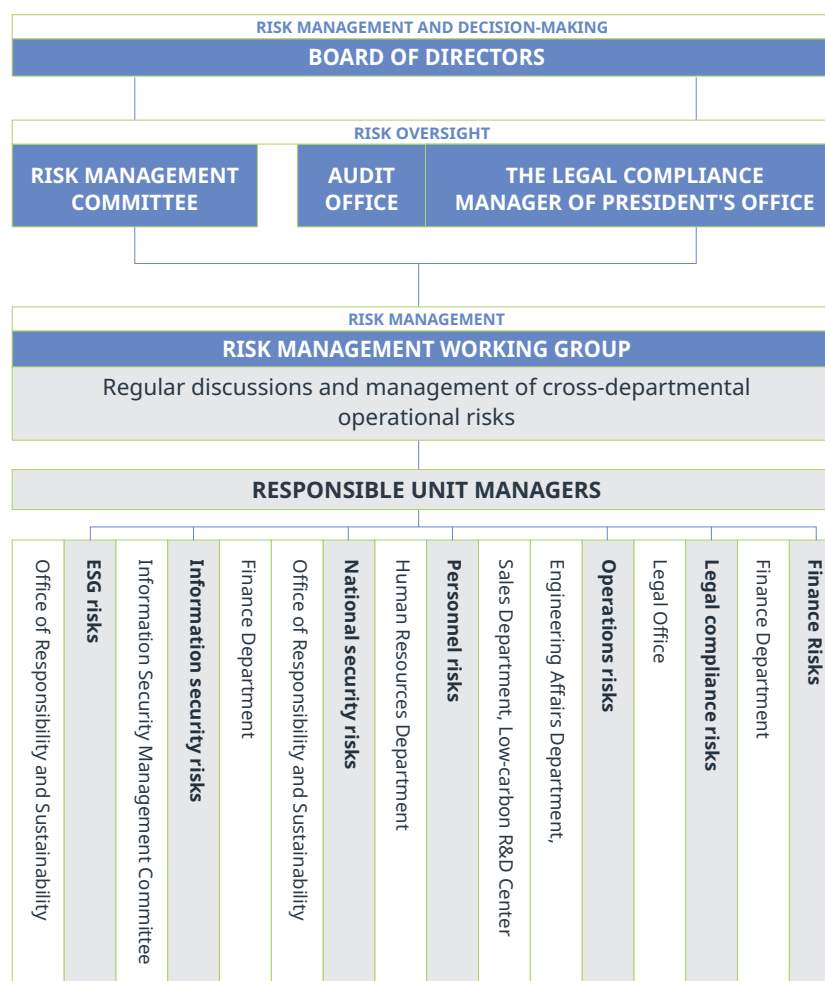 RISK MANAGEMENT AND DECISION-MAKING
BOARD OF DIRECTORS
RISK OVERSIGHT
RISK MANAGEMENT
COMMITTEE
AUDIT
OFFICE
THE LEGAL COMPLIANCE
MANAGER OF PRESIDENT'S OFFICE
RISK MANAGEMENT
RISK MANAGEMENT WORKING GROUP
Regular discussions and management of cross-departmental
operational risks
RESPONSIBLE UNIT MANAGERS
Finance Risks
Finance Department
Legal compliance risks
Legal Office
Operations risks
Engineering Affairs Department,
Sales Department, Low-carbon R&D Center
Personnel risks
Human Resources Department
National security risks
Office of Responsibility and Sustainability
Finance Department
Information security risks
Information Security Management Committee
ESG risks
Office of Responsibility and Sustainability